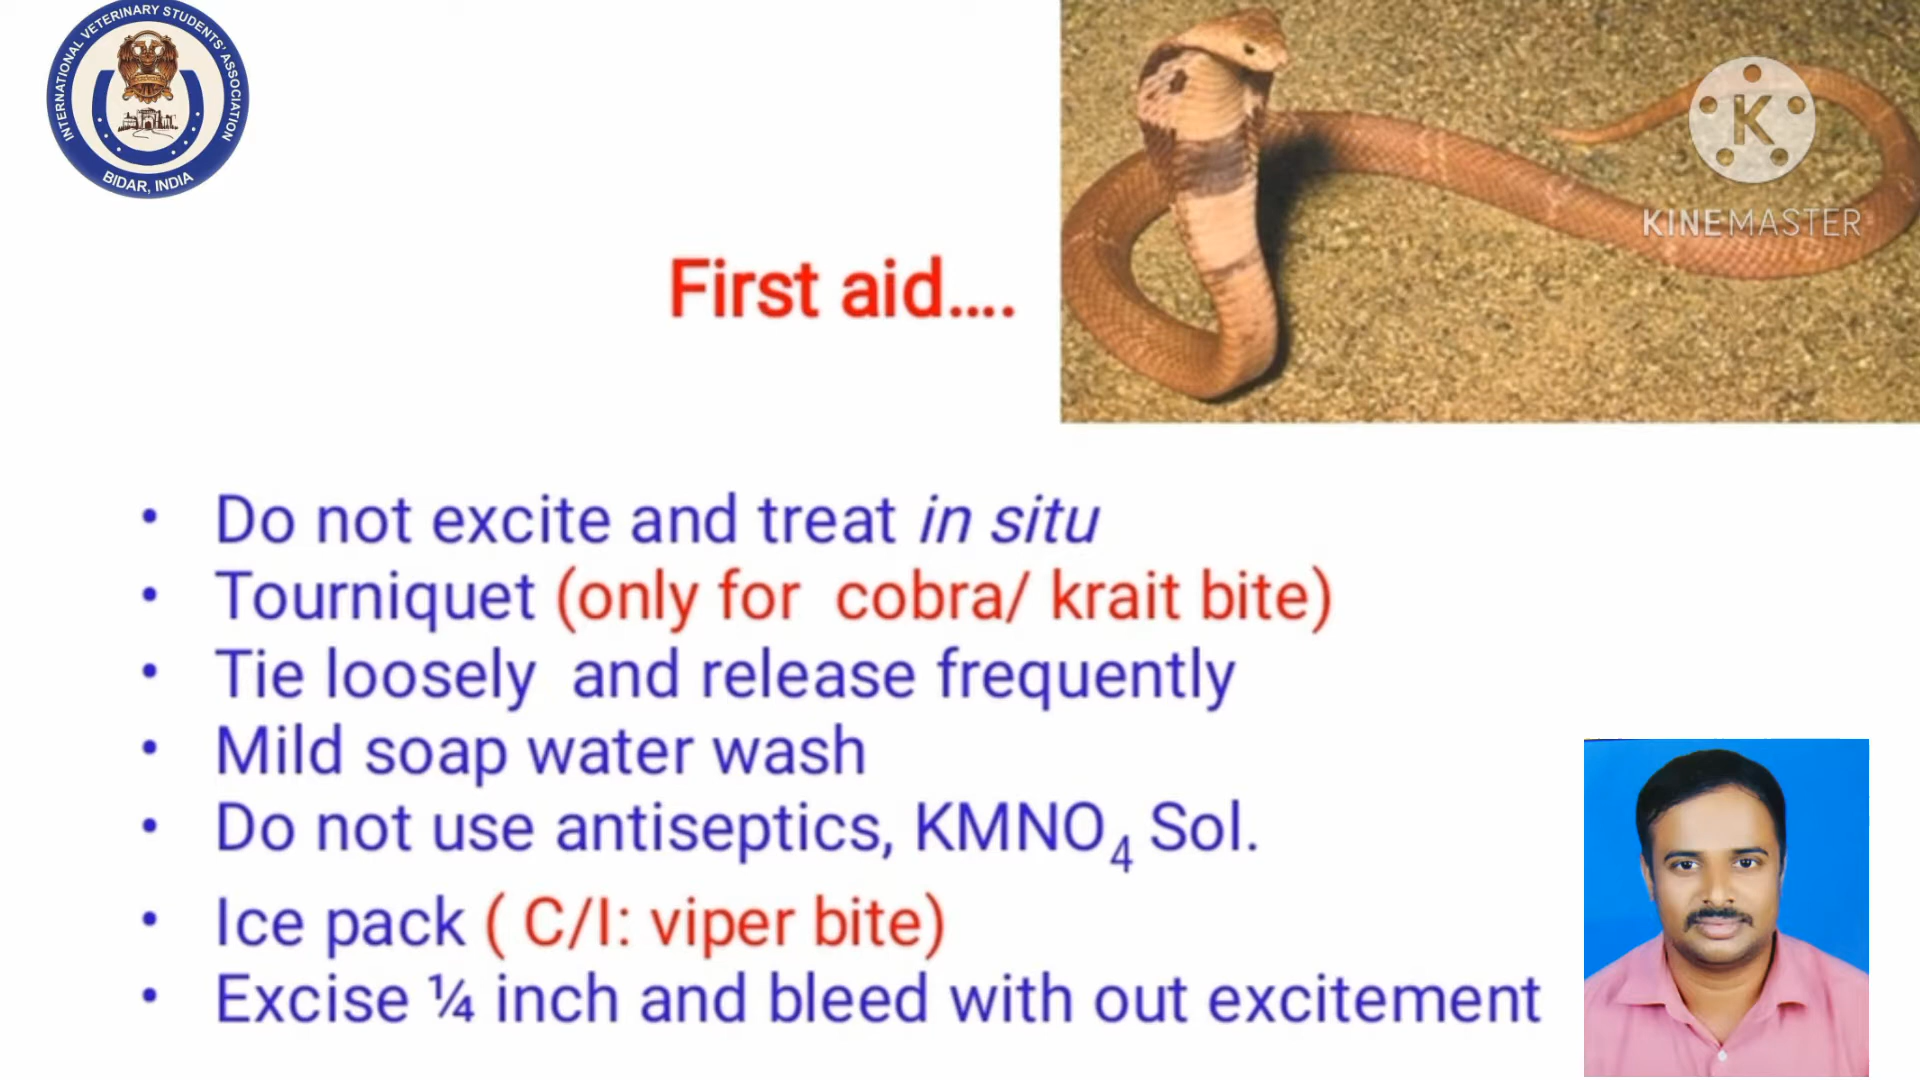 INTERNATIONAL VETERINARY STUDENTS' ASSOCIATION
BIDAR, INDIA
K
KINEMASTER
First aid....
• Do not excite and treat in situ
• Tourniquet (only for cobra/ krait bite)
• Tie loosely and release frequently
• Mild soap water wash
• Do not use antiseptics, KMNO₄ Sol.
• Ice pack ( C/I: viper bite)
• Excise ¼ inch and bleed with out excitement